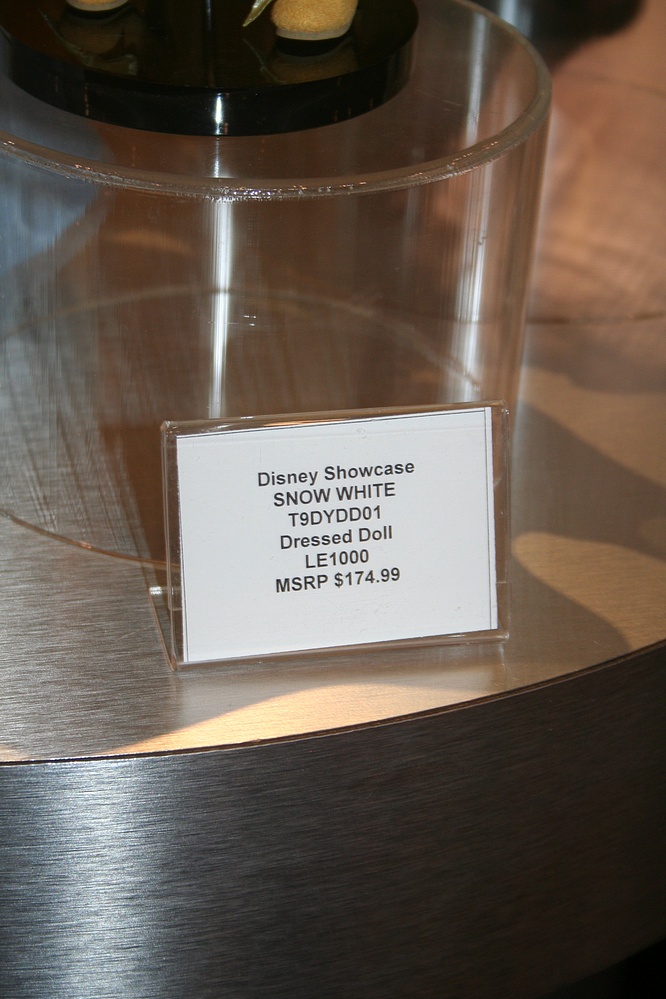 Disney Showcase
SNOW WHITE
T9DYDD01
Dressed Doll
LE1000
MSRP $174.99